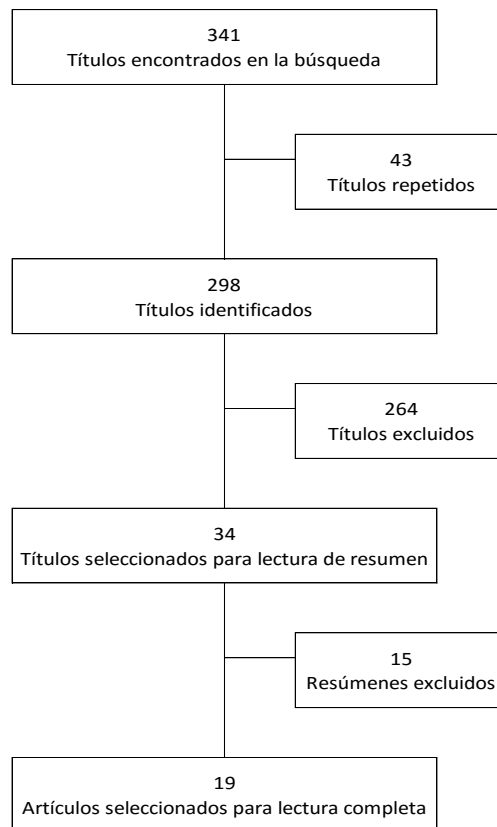 341
Títulos encontrados en la búsqueda
43
Títulos repetidos
298
Títulos identificados
264
Títulos excluidos
34
Títulos seleccionados para lectura de resumen
15
Resúmenes excluidos
19
Artículos seleccionados para lectura completa